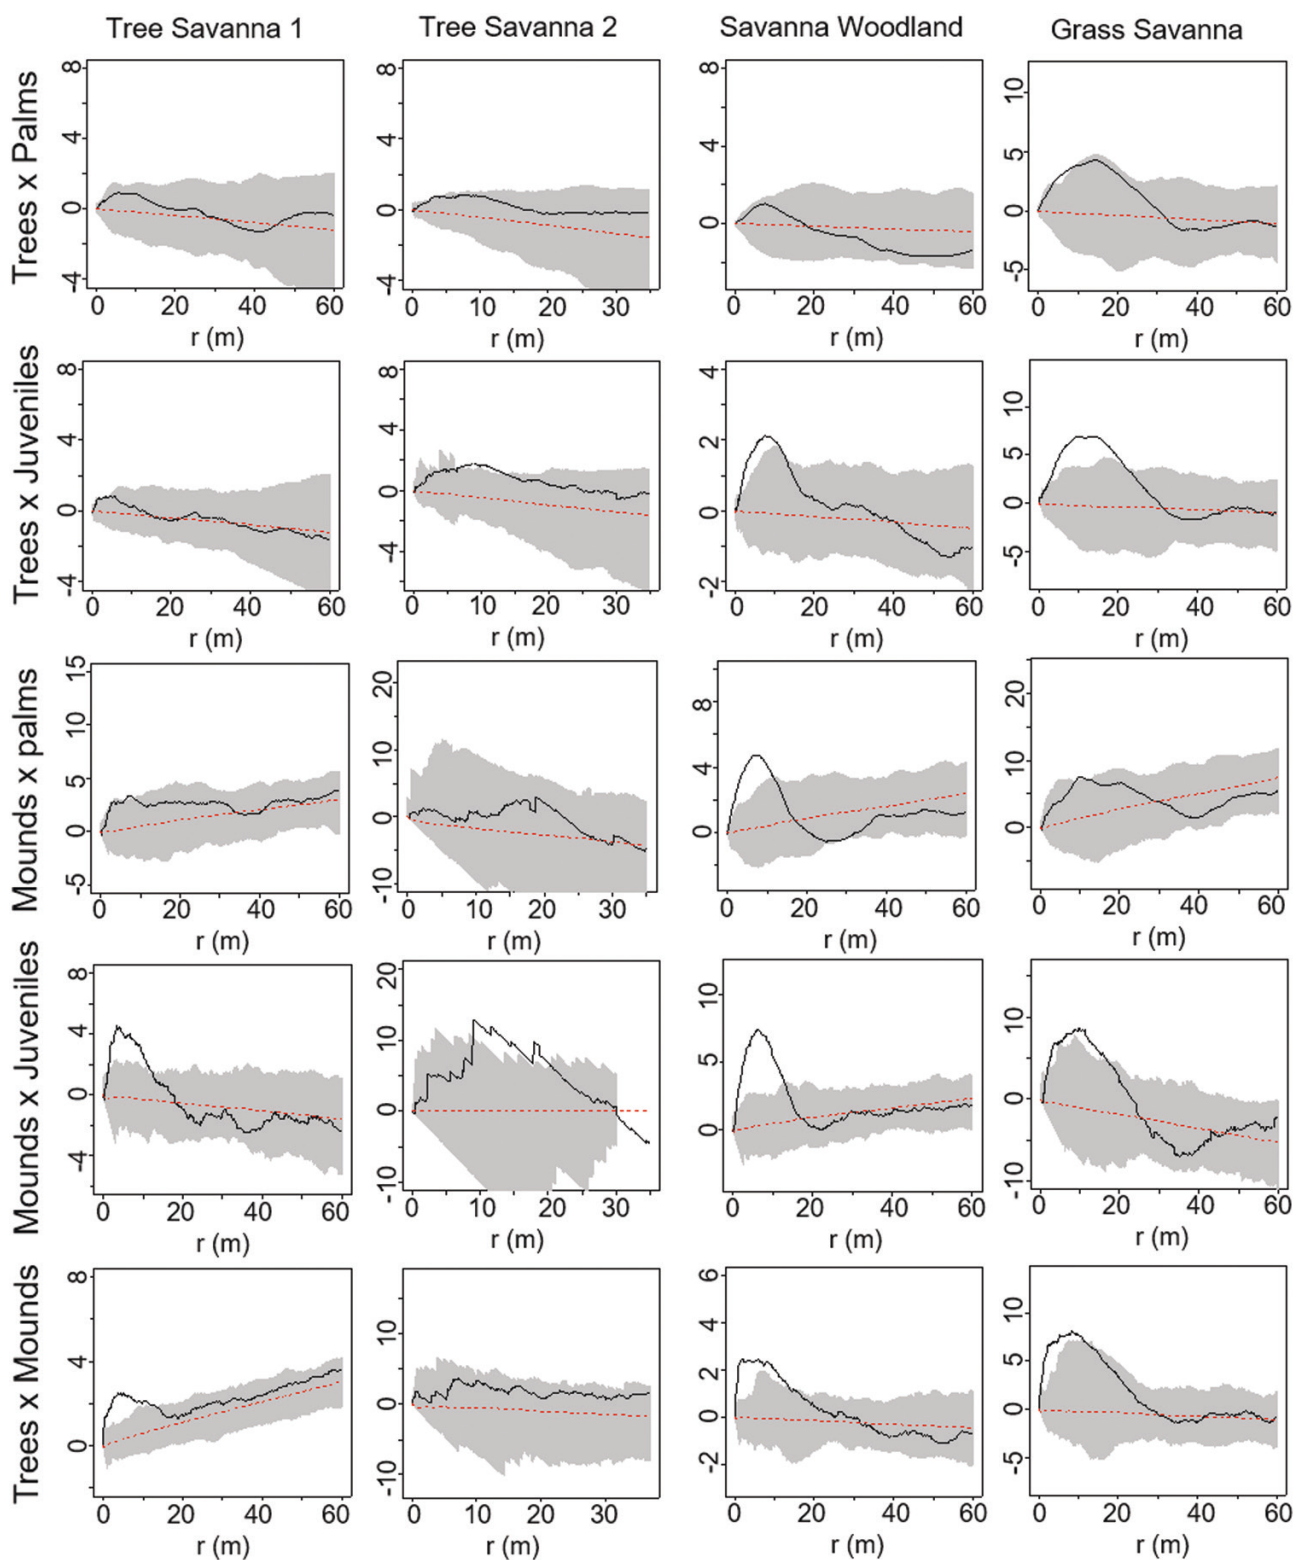 Tree Savanna 1 Tree Savanna 2 Savanna Woodland Grass Savanna
Trees x Palms
8 4 0 -4
0 20 40 60
r (m)
8 4 0 -4
0 10 20 30
r (m)
8 4 0
0 20 40 60
r (m)
10 5 0 -5
0 20 40 60
r (m)
Trees x Juveniles
8 4 0 -4
0 20 40 60
r (m)
8 4 0 -4
0 10 20 30
r (m)
4 2 0 -2
0 20 40 60
r (m)
10 5 0 -5
0 20 40 60
r (m)
Mounds x palms
15 10 5 0 -5
0 20 40 60
r (m)
20 10 0 -10
0 10 20 30
r (m)
8 4 0
0 20 40 60
r (m)
20 10 0
0 20 40 60
r (m)
Mounds x Juveniles
8 4 0 -4
0 20 40 60
r (m)
20 10 0 -10
0 10 20 30
r (m)
10 5 0
0 20 40 60
r (m)
10 0 -10
0 20 40 60
r (m)
Trees x Mounds
8 4 0
0 20 40 60
r (m)
10 0 -10
0 10 20 30
r (m)
6 4 2 0 -2
0 20 40 60
r (m)
10 5 0 -5
0 20 40 60
r (m)